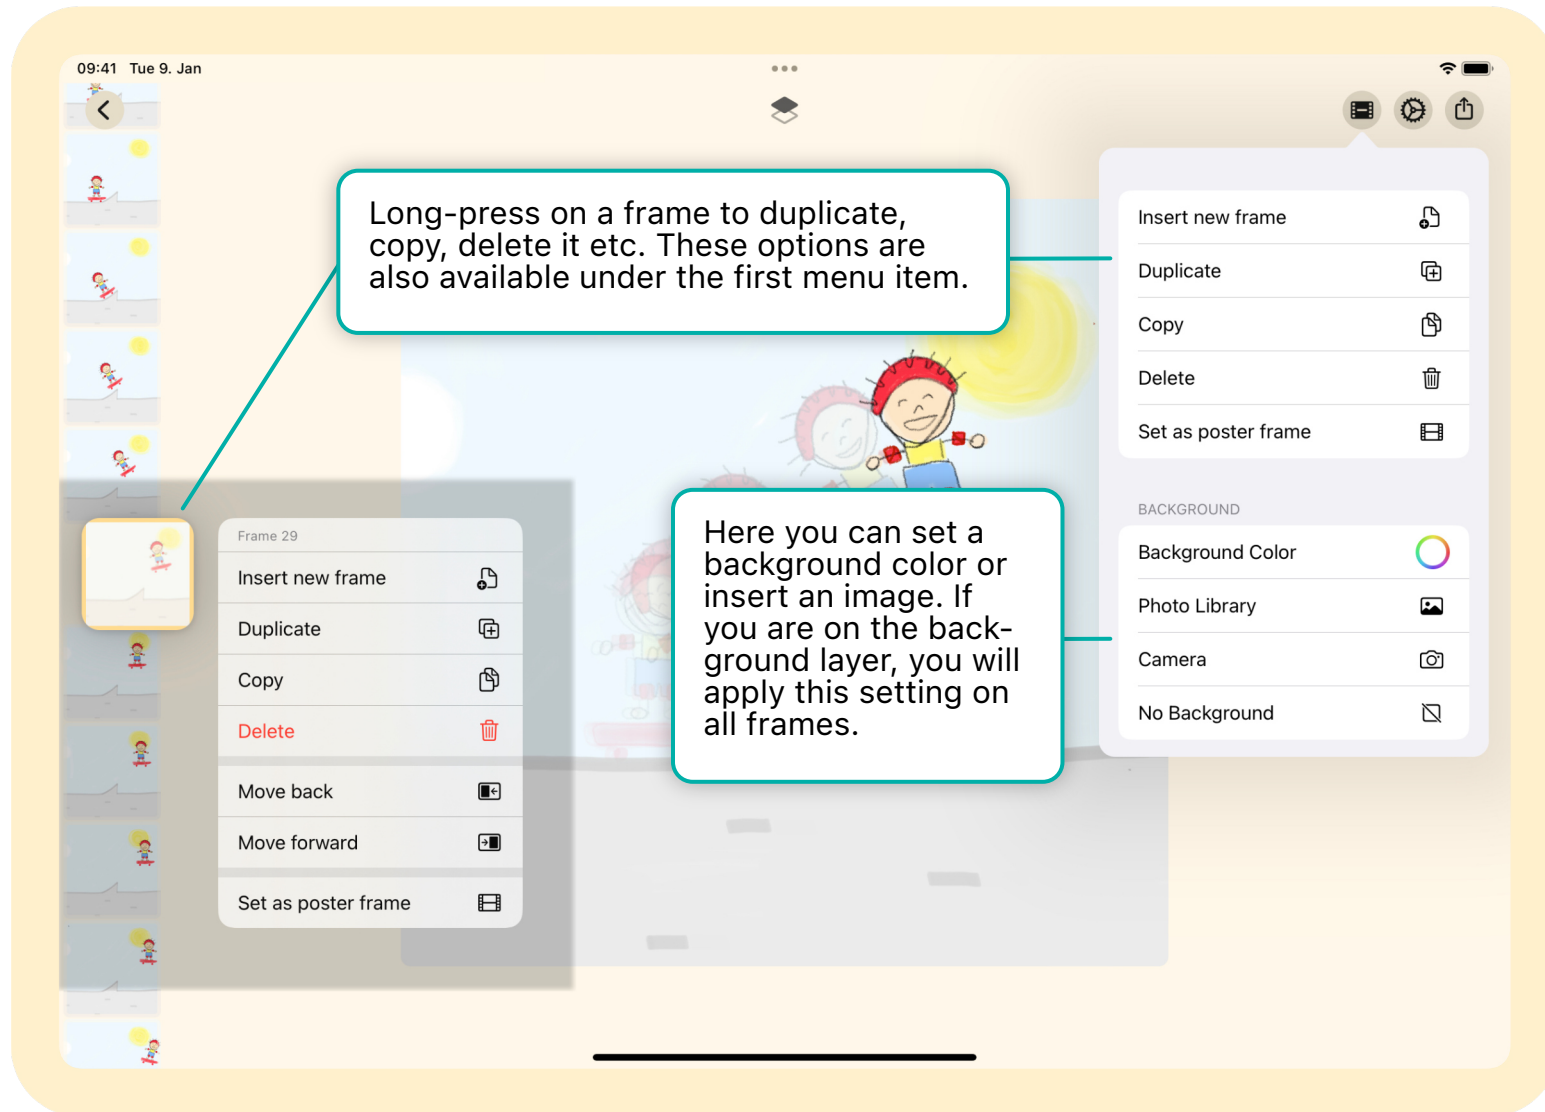 09:41 Tue 9. Jan
Long-press on a frame to duplicate,
copy, delete it etc. These options are
also available under the first menu item.
Insert new frame
Duplicate
Copy
Delete
Set as poster frame
BACKGROUND
Background Color
Photo Library
Camera
No Background
Here you can set a
background color or
insert an image. If
you are on the back-
ground layer, you will
apply this setting on
all frames.
Frame 29
Insert new frame
Duplicate
Copy
Delete
Move back
Move forward
Set as poster frame